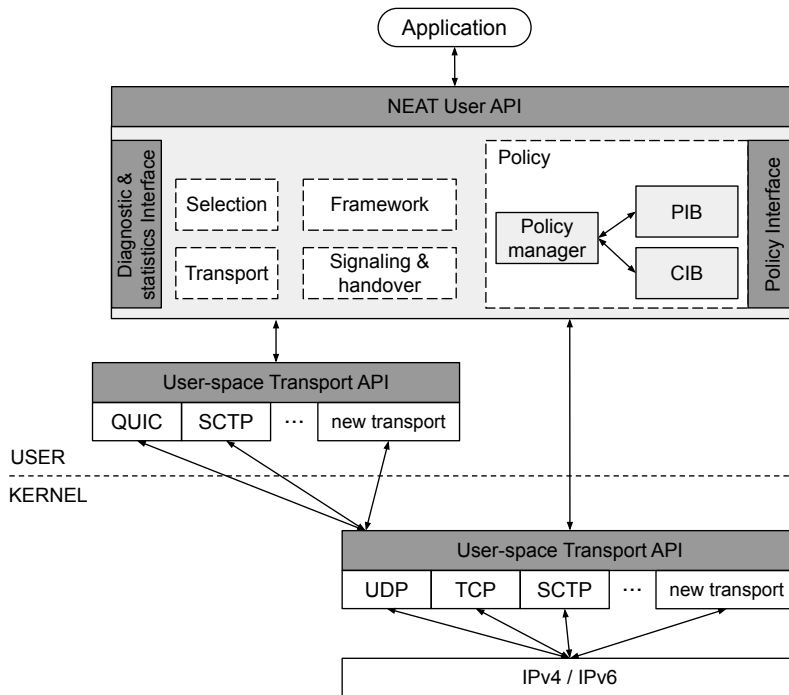 Application
NEAT User API
Diagnostic &
statistics Interface
Selection
Framework
Transport
Signaling &
handover
Policy
Policy
manager
PIB
CIB
Policy Interface
User-space Transport API
QUIC
SCTP
...
new transport
USER
KERNEL
User-space Transport API
UDP
TCP
SCTP
...
new transport
IPv4 / IPv6